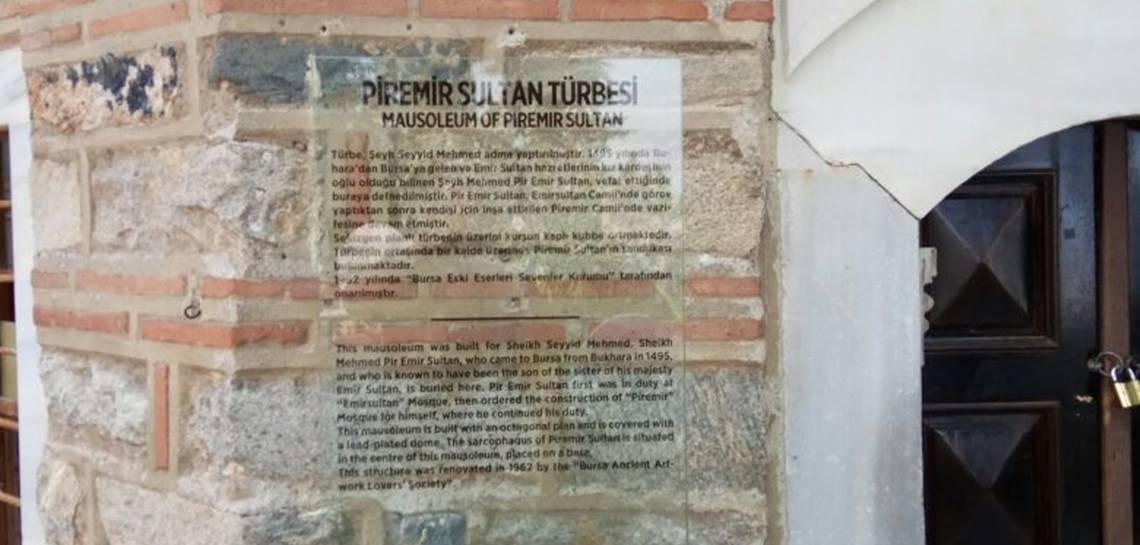 PİREMİR SULTAN TÜRBESİ
MAUSOLEUM OF PIREMIR SULTAN
Türbe, Şeyh Seyyid Mehmed adına yaptırılmıştır. 1495 yılında Bu-
hara'dan Bursa'ya gelen ve Emir Sultan hazretlerinin kız kardeşinin
oğlu olduğu bilinen Şeyh Mehmed Pir Emir Sultan, vefat ettiğinde
buraya defnedilmiştir. Pir Emir Sultan, Emirsultan Camii'nde görev
yaptıktan sonra kendisi için inşa ettirilen Piremir Camii'nde vazi-
fesine devam etmiştir.
Sekizgen planlı türbenin üzerini kurşun kaplı kubbe örtmektedir.
Türbenin ortasında bir kaide üzerinde Piremir Sultan'ın sandukası
bulunmaktadır.
1962 yılında "Bursa Eski Eserleri Sevenler Kurumu" tarafından
onarılmıştır.
This mausoleum was built for Sheikh Seyyid Mehmed. Sheikh
Mehmed Pir Emir Sultan, who came to Bursa from Bukhara in 1495,
and who is known to have been the son of the sister of his majesty
Emir Sultan, is buried here. Pir Emir Sultan first was in duty at
"Emirsultan" Mosque, then ordered the construction of "Piremir"
Mosque for himself, where he continued his duty.
This mausoleum is built with an octigonal plan and is covered with
a lead-plated dome. The sarcophagus of Piremir Sultan is situated
in the centre of this mausoleum, placed on a base.
This structure was renovated in 1962 by the "Bursa Ancient Art-
work Lovers' Society".